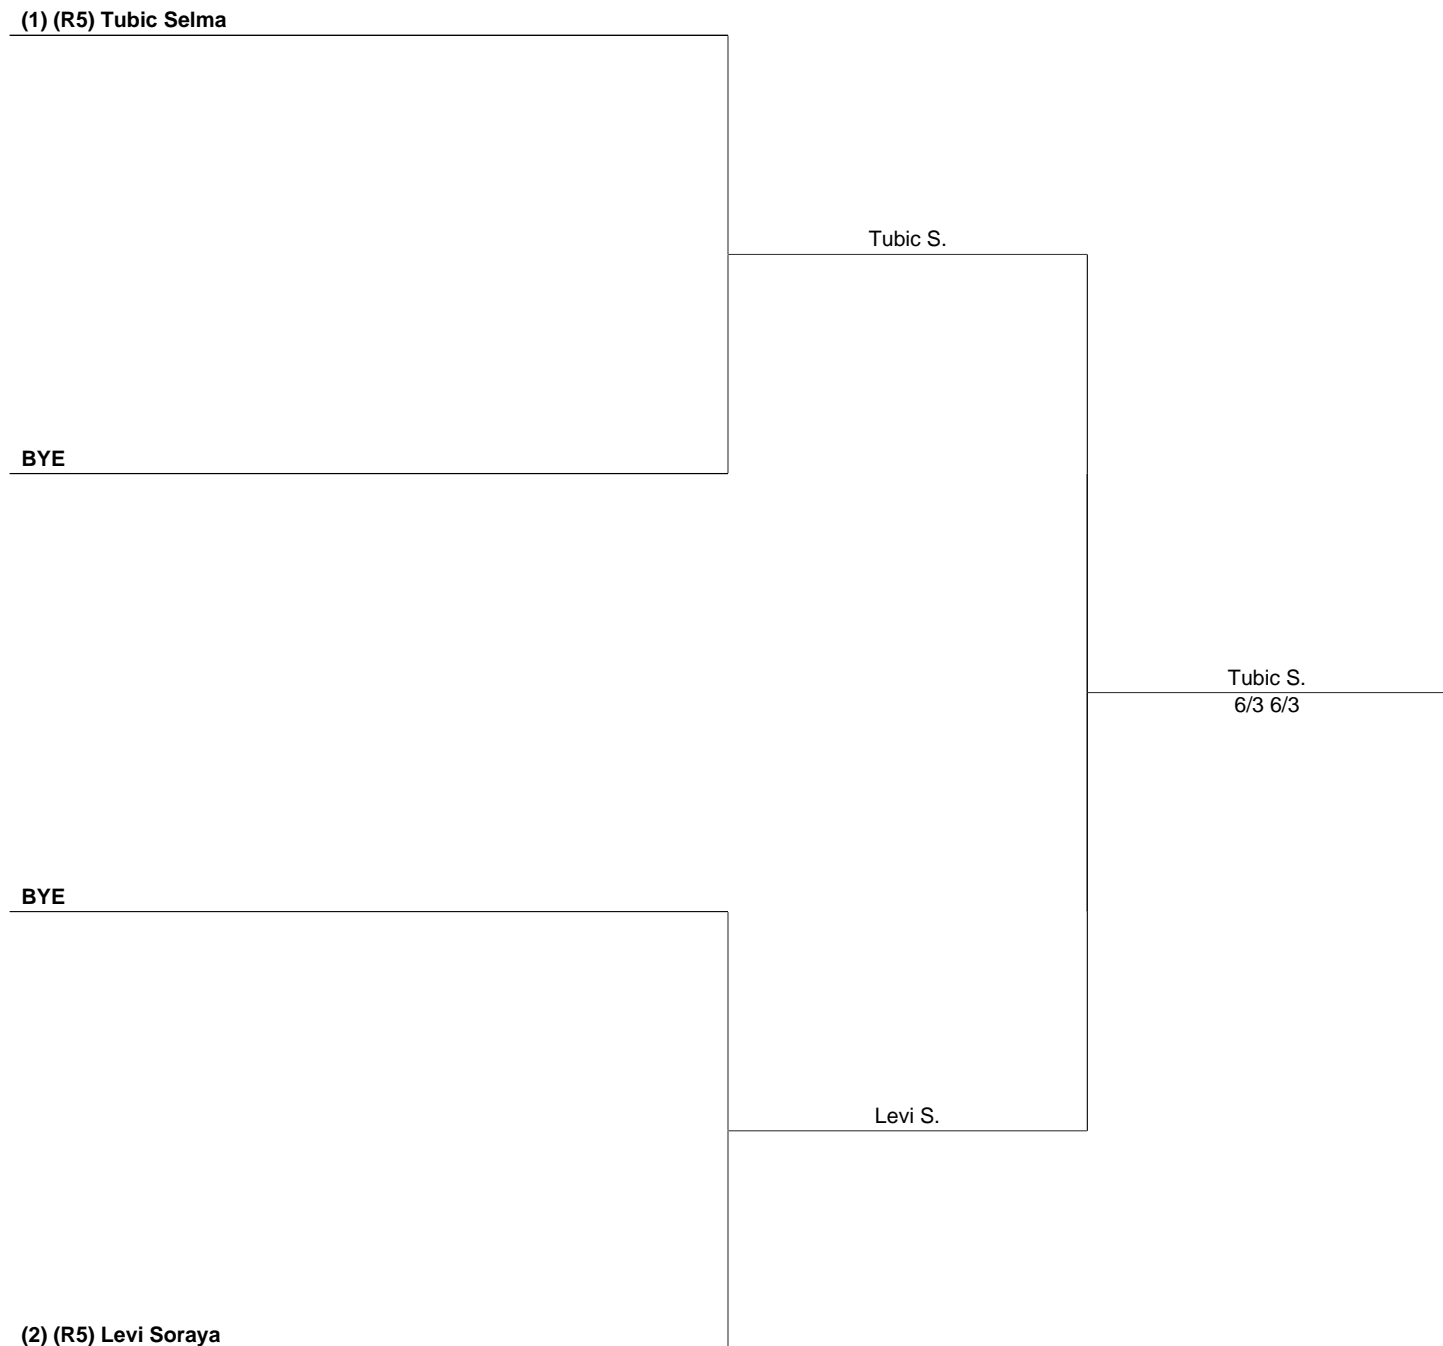 (1) (R5) Tubic Selma
Tubic S.
BYE
Tubic S.
6/3 6/3
BYE
Levi S.
(2) (R5) Levi Soraya